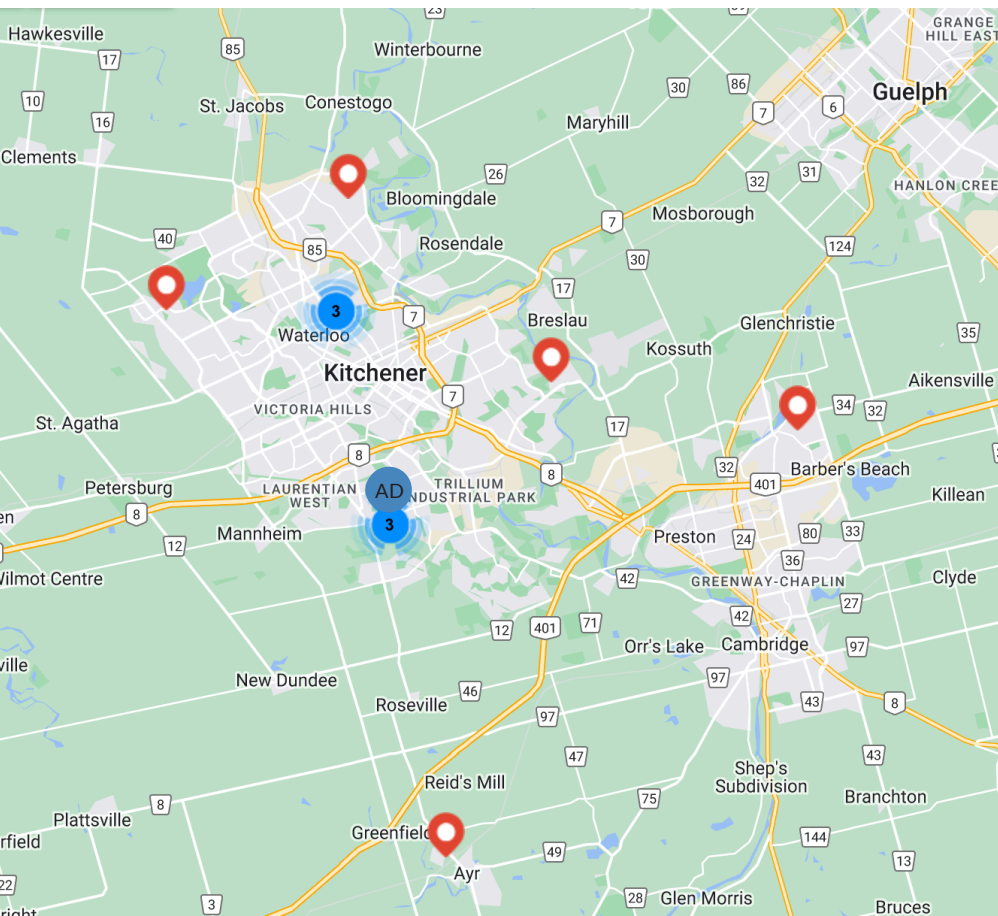 23
Hawkesville
GRANGE
HILL EAST
85
Winterbourne
17
10
St. Jacobs
Conestogo
30
86
Guelph
7
6
16
Maryhill
Clements
26
32
31
HANLON CREE
Bloomingdale
Mosborough
7
40
85
Rosendale
30
124
17
3
7
Breslau
Glenchristie
Waterloo
35
Kossuth
Kitchener
Aikensville
7
VICTORIA HILLS
34
32
St. Agatha
17
8
8
32
Barber's Beach
401
Petersburg
LAURENTIAN
WEST
AD
TRILLIUM
NDUSTRIAL PARK
Killean
8
en
3
Mannheim
Preston
24
80
33
12
36
Wilmot Centre
42
GREENWAY-CHAPLIN
Clyde
27
42
12
401
71
Orr's Lake
Cambridge
97
ville
New Dundee
97
46
Roseville
43
8
97
47
43
Reid's Mill
Shep's
Subdivision
75
Branchton
8
Plattsville
Greenfield
144
rfield
49
13
Ayr
22
28
Glen Morris
3
Bruces
right